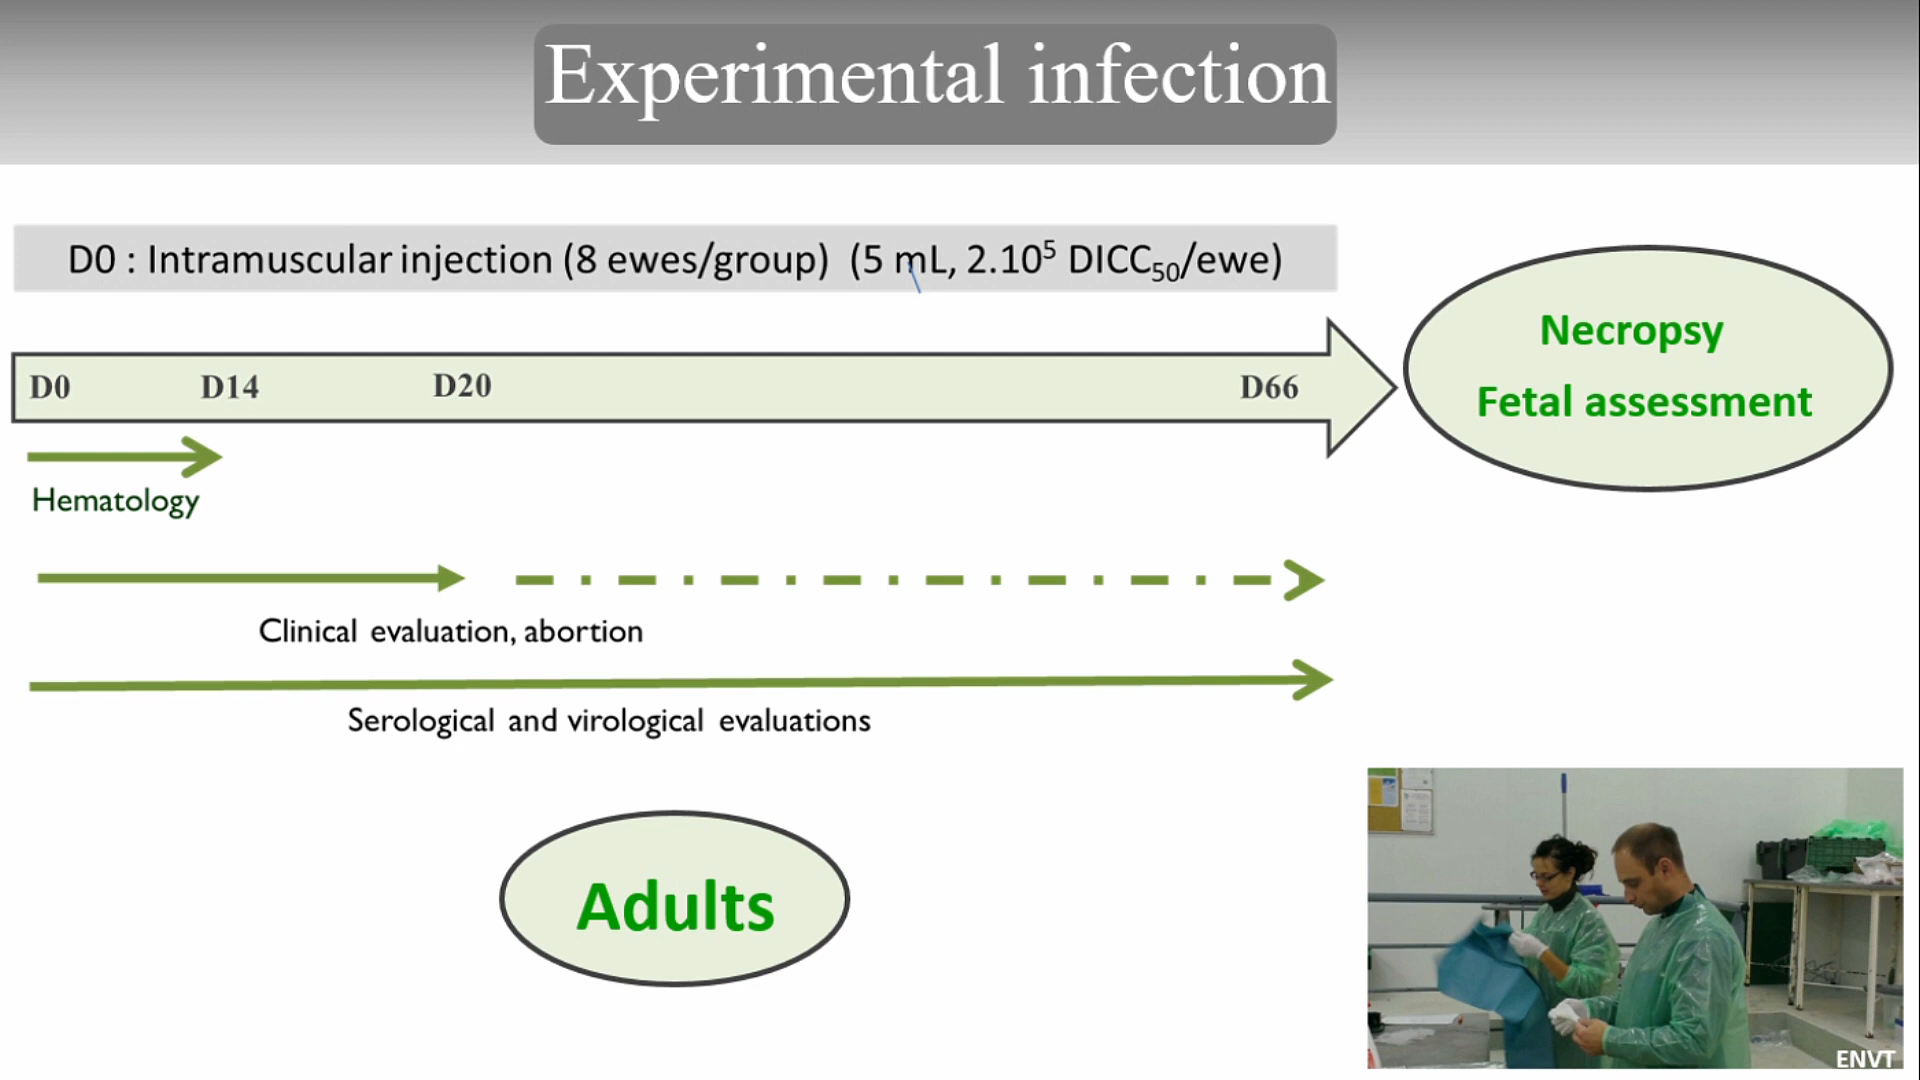 Experimental infection
D0 : Intramuscular injection (8 ewes/group) (5 mL, 2.10⁵ DICC₅₀/ewe)
D0 D14 D20 D66
Necropsy
Fetal assessment
Hematology
Clinical evaluation, abortion
Serological and virological evaluations
Adults
ENVT